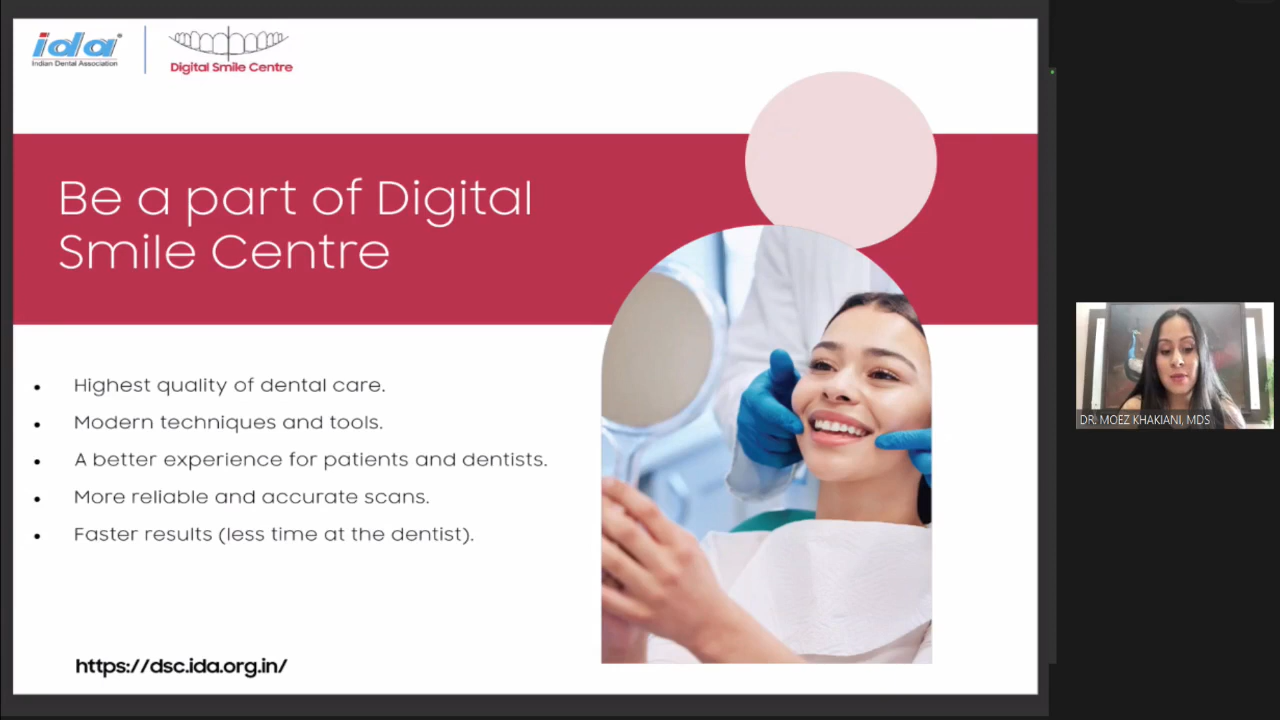 ida
Indian Dental Association
Digital Smile Centre
Be a part of Digital
Smile Centre
• Highest quality of dental care.
• Modern techniques and tools.
• A better experience for patients and dentists.
• More reliable and accurate scans.
• Faster results (less time at the dentist).
https://dsc.ida.org.in/
DR. MOEZ KHAKIANI, MDS